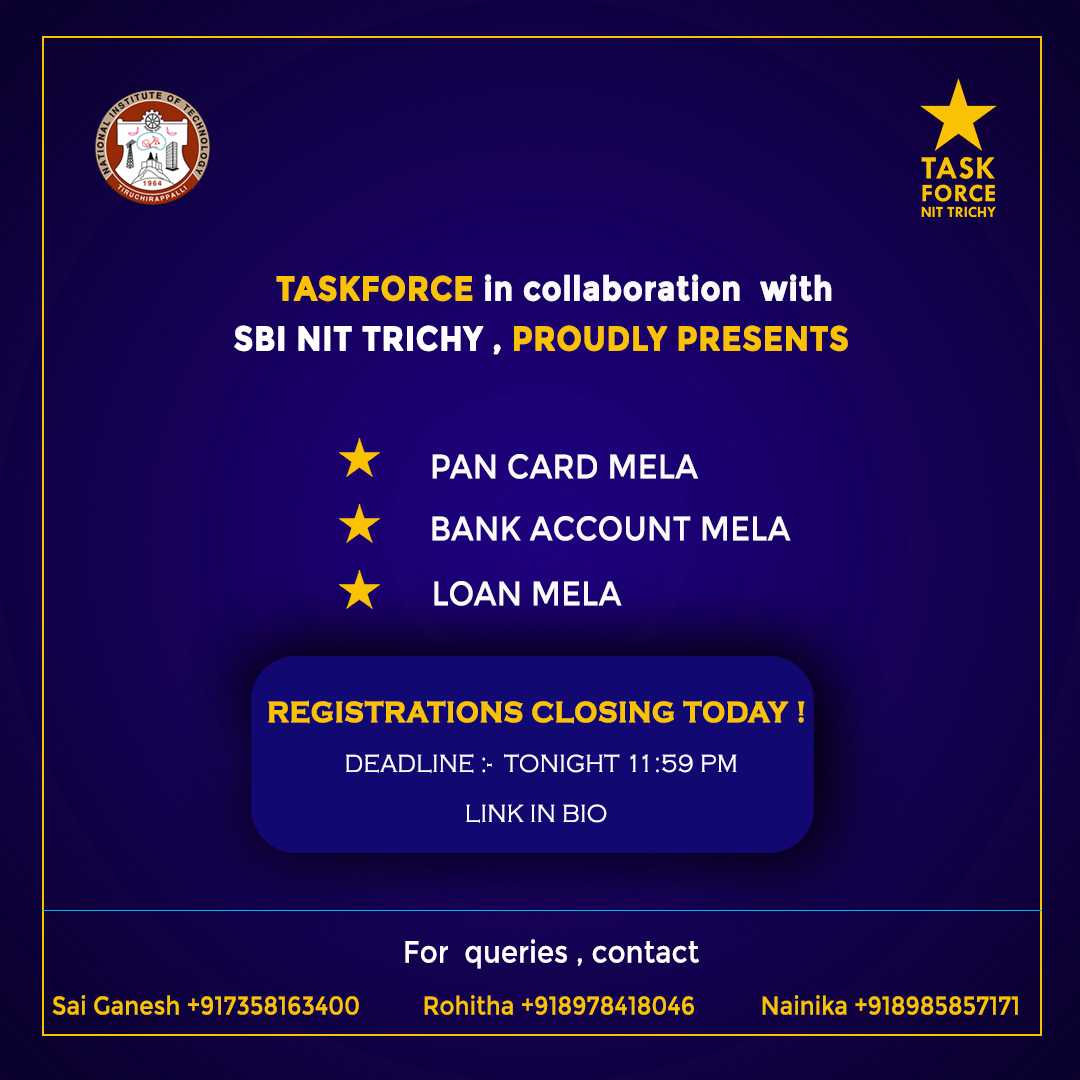 NATIONAL INSTITUTE OF TECHNOLOGY
1964
TIRUCHIRAPPALLI
TASK
FORCE
NIT TRICHY
TASKFORCE in collaboration with
SBI NIT TRICHY , PROUDLY PRESENTS
PAN CARD MELA
BANK ACCOUNT MELA
LOAN MELA
REGISTRATIONS CLOSING TODAY !
DEADLINE :- TONIGHT 11:59 PM
LINK IN BIO
For queries , contact
Sai Ganesh +917358163400 Rohitha +918978418046 Nainika +918985857171